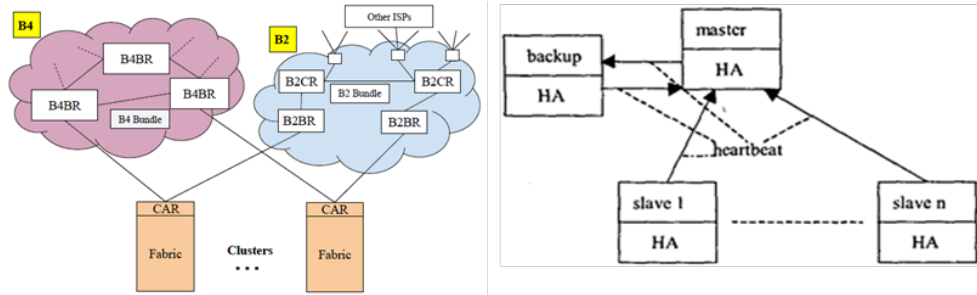 B4
B4BR
B4BR
B4BR
B4 Bundle
Other ISPs
B2
B2CR
B2CR
B2 Bundle
B2BR
B2BR
CAR
Fabric
Clusters
CAR
Fabric
master
HA
backup
HA
heartbeat
slave 1
HA
slave n
HA